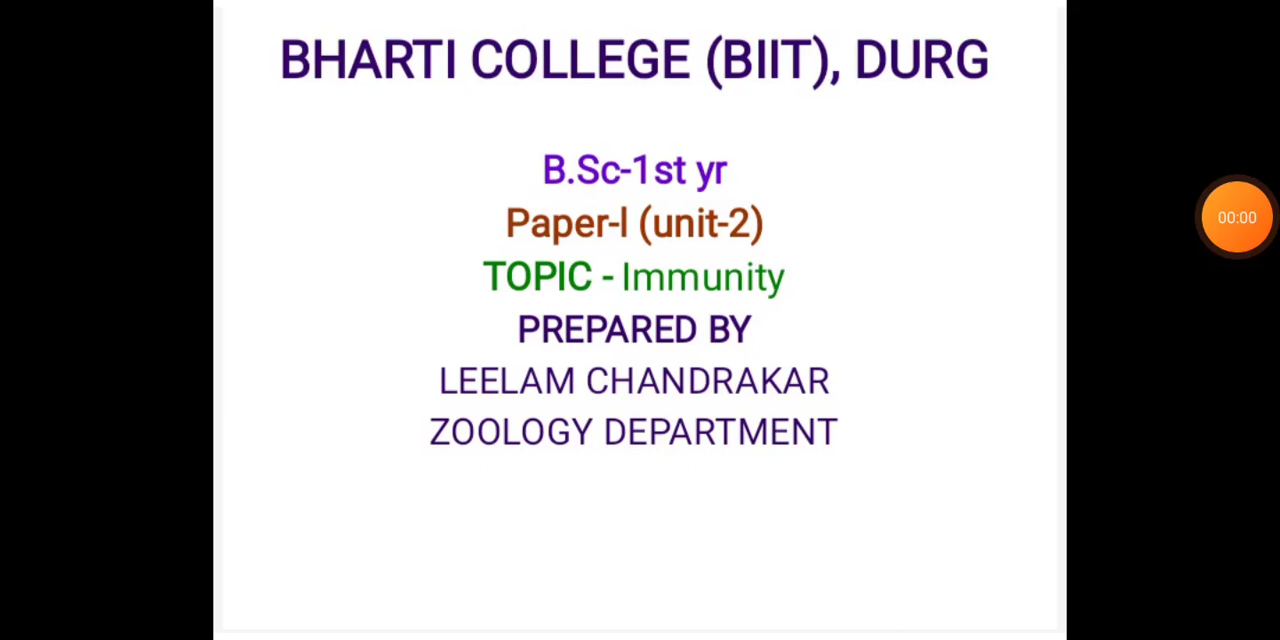 BHARTI COLLEGE (BIIT), DURG
B.Sc-1st yr
Paper-l (unit-2)
TOPIC - Immunity
PREPARED BY
LEELAM CHANDRAKAR
ZOOLOGY DEPARTMENT
00:00